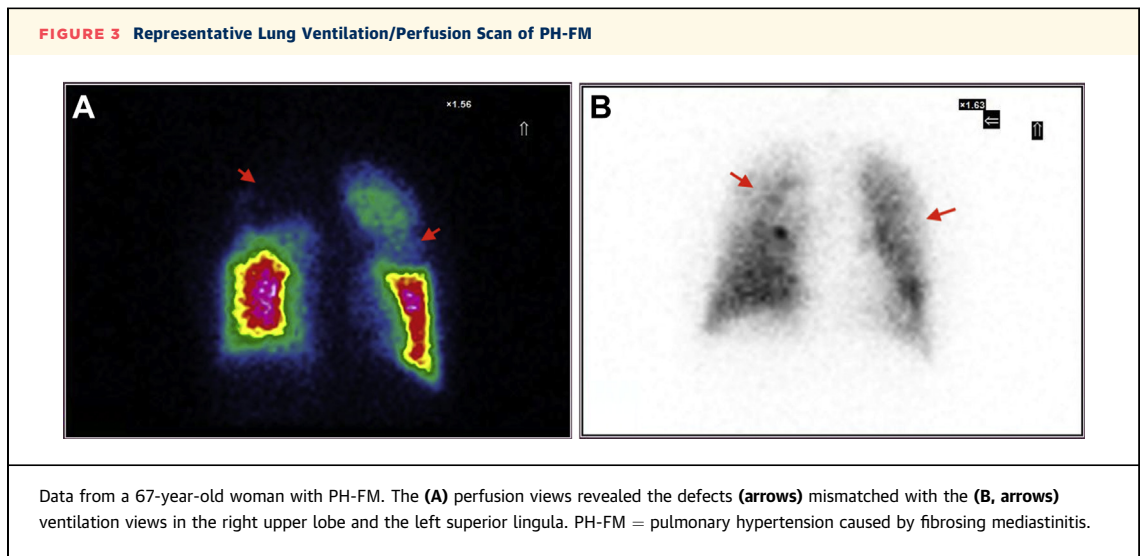 FIGURE 3 Representative Lung Ventilation/Perfusion Scan of PH-FM
A
×1.56
⇑
B
×1.63
⇐
⇑
Data from a 67-year-old woman with PH-FM. The (A) perfusion views revealed the defects (arrows) mismatched with the (B, arrows)
ventilation views in the right upper lobe and the left superior lingula. PH-FM = pulmonary hypertension caused by fibrosing mediastinitis.